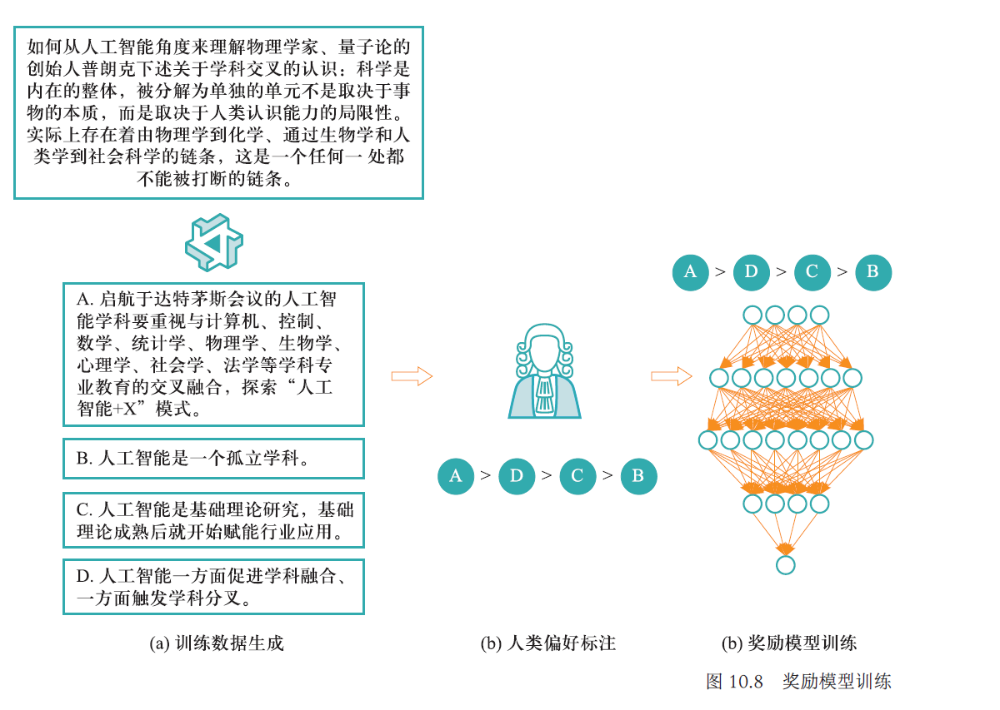 如何从人工智能角度来理解物理学家、量子论的
创始人普朗克下述关于学科交叉的认识：科学是
内在的整体，被分解为单独的单元不是取决于事
物的本质，而是取决于人类认识能力的局限性。
实际上存在着由物理学到化学、通过生物学和人
类学到社会科学的链条，这是一个任何一 处都
不能被打断的链条。
A. 启航于达特茅斯会议的人工智
能学科要重视与计算机、控制、
数学、统计学、物理学、生物学、
心理学、社会学、法学等学科专
业教育的交叉融合，探索“人工
智能+X”模式。
B. 人工智能是一个孤立学科。
C. 人工智能是基础理论研究，基础
理论成熟后就开始赋能行业应用。
D. 人工智能一方面促进学科融合、
一方面触发学科分叉。
(a) 训练数据生成
A > D > C > B
(b) 人类偏好标注
A > D > C > B
(b) 奖励模型训练
图 10.8 奖励模型训练